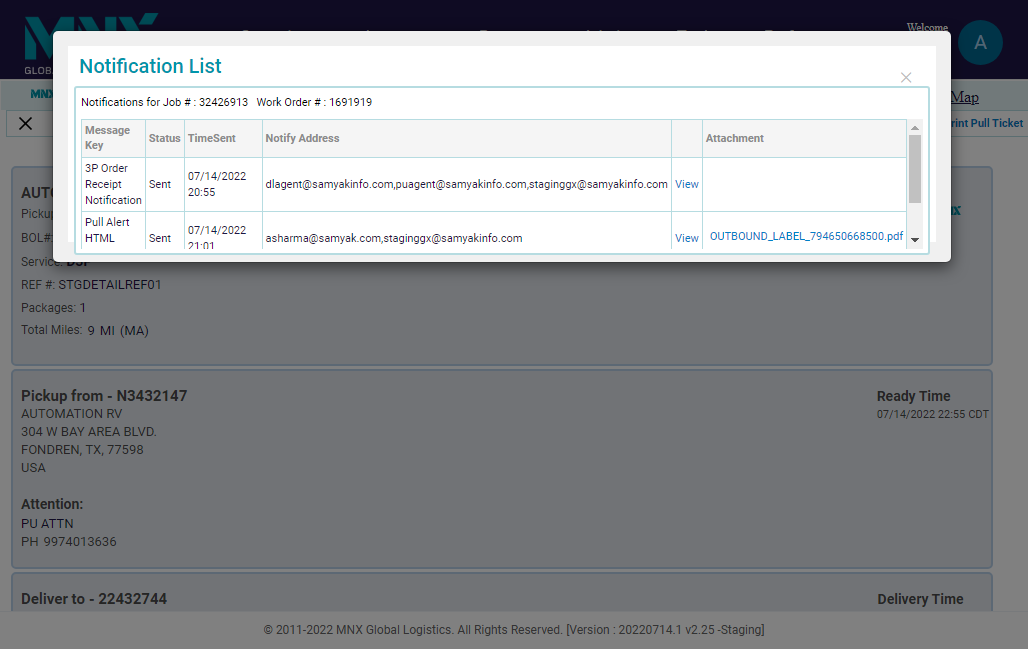 MNX
Welcome
A
GLOB
Notification List
×
MNX
Map
Notifications for Job # : 32426913 Work Order # : 1691919
rint Pull Ticket
Message Key Status TimeSent Notify Address Attachment
3P Order Receipt Notification Sent 07/14/2022 20:55 dlagent@samyakinfo.com,puagent@samyakinfo.com,staginggx@samyakinfo.com View
Pull Alert HTML Sent 07/14/2022 21:01 asharma@samyak.com,staginggx@samyakinfo.com View OUTBOUND_LABEL_794650668500.pdf
AUT
Pickup
BOL#:
Service:
REF #: STGDETAILREF01
Packages: 1
Total Miles: 9 MI (MA)
Pickup from - N3432147
Ready Time
AUTOMATION RV
07/14/2022 22:55 CDT
304 W BAY AREA BLVD.
FONDREN, TX, 77598
USA
Attention:
PU ATTN
PH 9974013636
Deliver to - 22432744
Delivery Time
© 2011-2022 MNX Global Logistics. All Rights Reserved. [Version : 20220714.1 v2.25 -Staging]